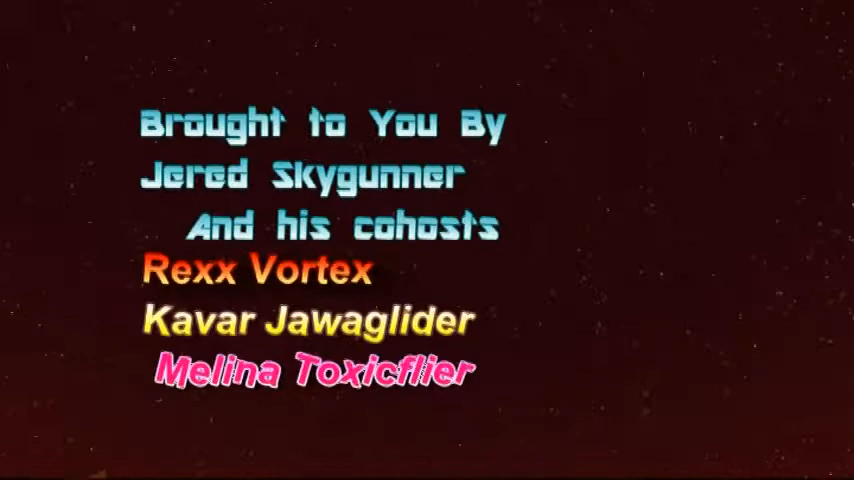 Brought to You By
Jered Skygunner
And his cohosts
Rexx Vortex
Kavar Jawaglider
Melina Toxicflier